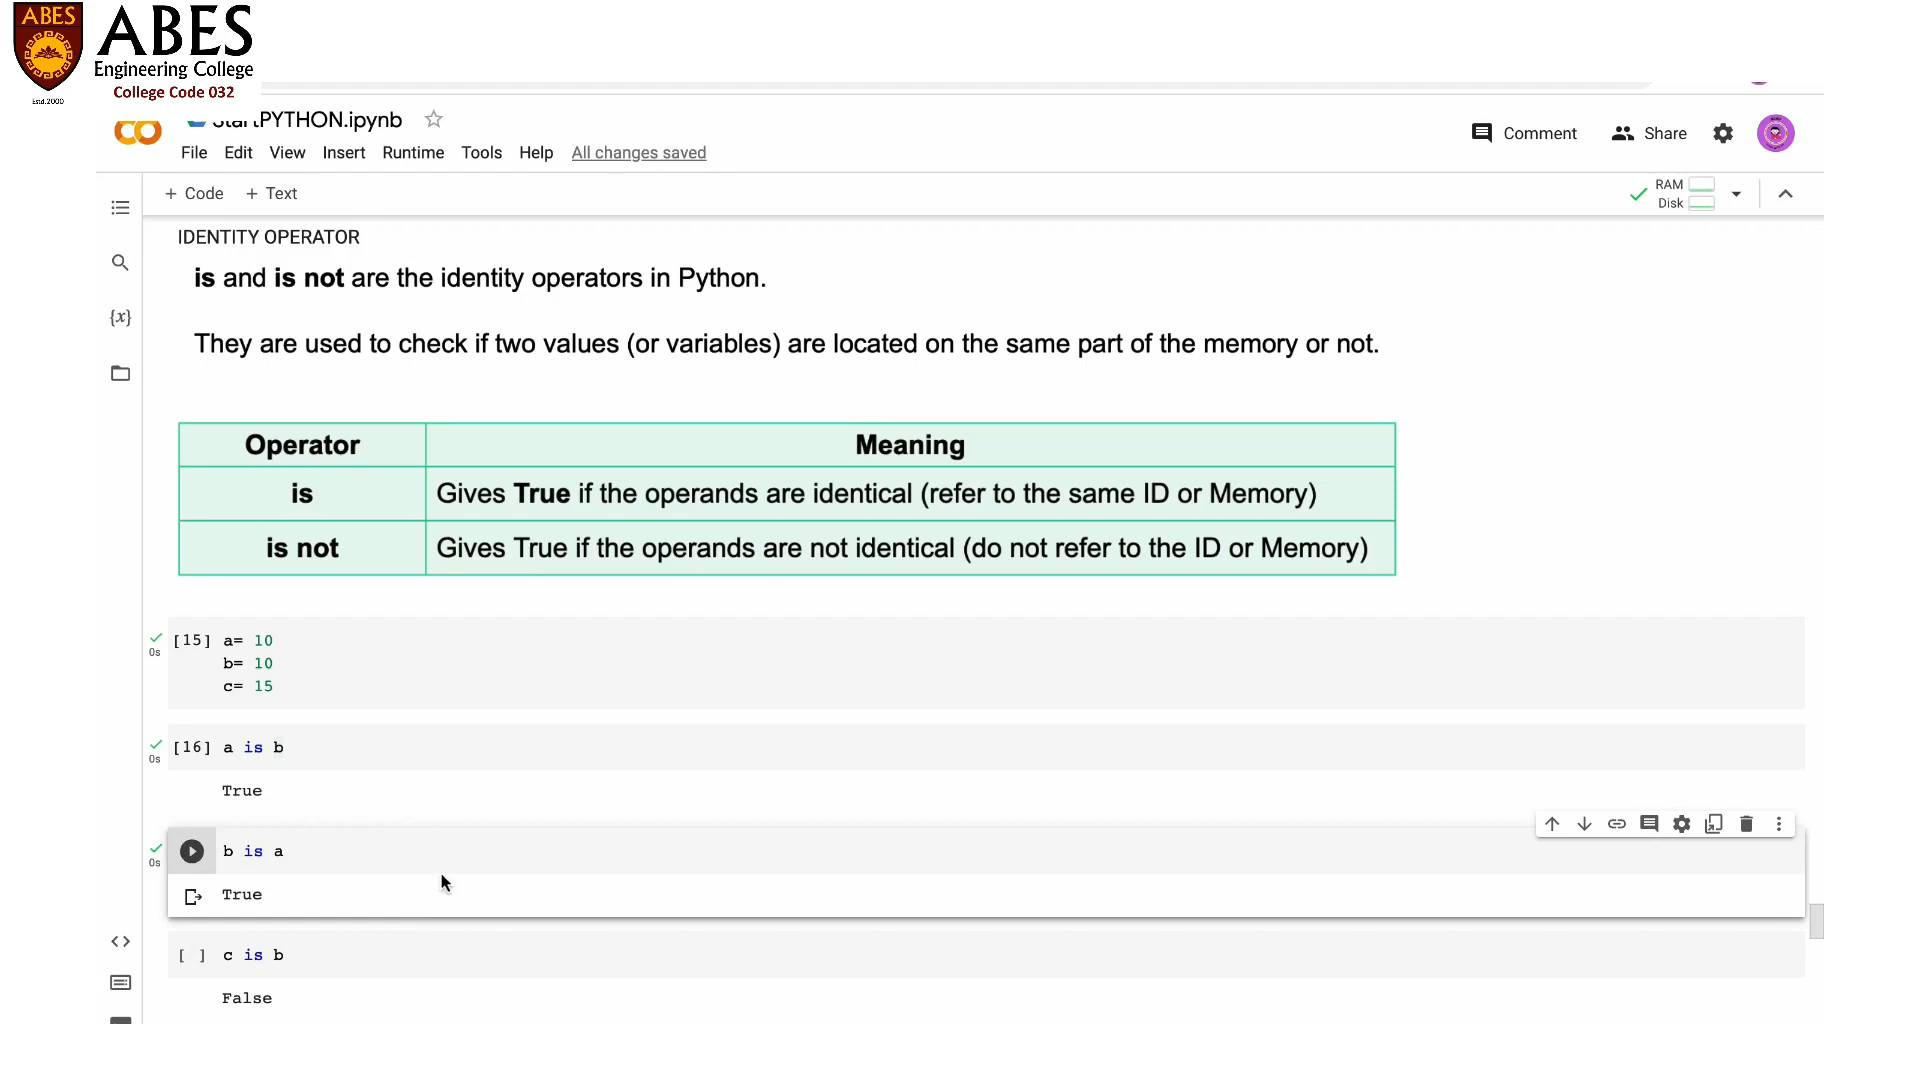 ABES
Estd.2000
ABES
Engineering College
College Code 032
StartPYTHON.ipynb
File Edit View Insert Runtime Tools Help All changes saved
Comment Share
+ Code + Text
RAM
Disk
IDENTITY OPERATOR
is and is not are the identity operators in Python.
They are used to check if two values (or variables) are located on the same part of the memory or not.
Operator Meaning
is Gives True if the operands are identical (refer to the same ID or Memory)
is not Gives True if the operands are not identical (do not refer to the ID or Memory)
[15] a= 10
0s
b= 10
c= 15
[16] a is b
0s
True
b is a
0s
True
[ ] c is b
False